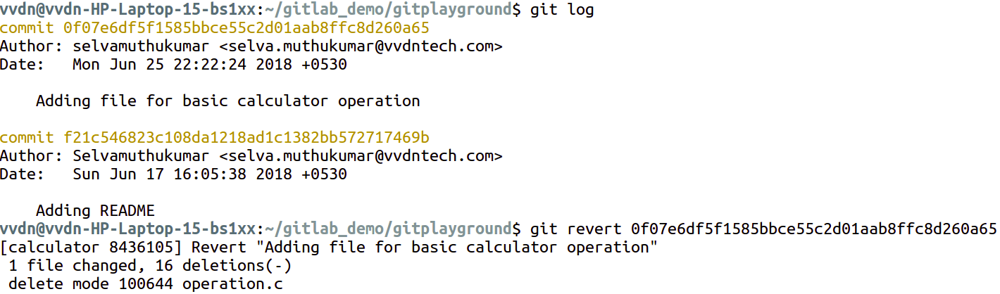 vvdn@vvdn-HP-Laptop-15-bs1xx:~/gitlab_demo/gitplayground$ git log
commit 0f07e6df5f1585bbce55c2d01aab8ffc8d260a65
Author: selvamuthukumar <selva.muthukumar@vvdntech.com>
Date:   Mon Jun 25 22:22:24 2018 +0530
    Adding file for basic calculator operation
commit f21c546823c108da1218ad1c1382bb572717469b
Author: Selvamuthukumar <selva.muthukumar@vvdntech.com>
Date:   Sun Jun 17 16:05:38 2018 +0530
    Adding README
vvdn@vvdn-HP-Laptop-15-bs1xx:~/gitlab_demo/gitplayground$ git revert 0f07e6df5f1585bbce55c2d01aab8ffc8d260a65
[calculator 8436105] Revert "Adding file for basic calculator operation"
 1 file changed, 16 deletions(-)
 delete mode 100644 operation.c